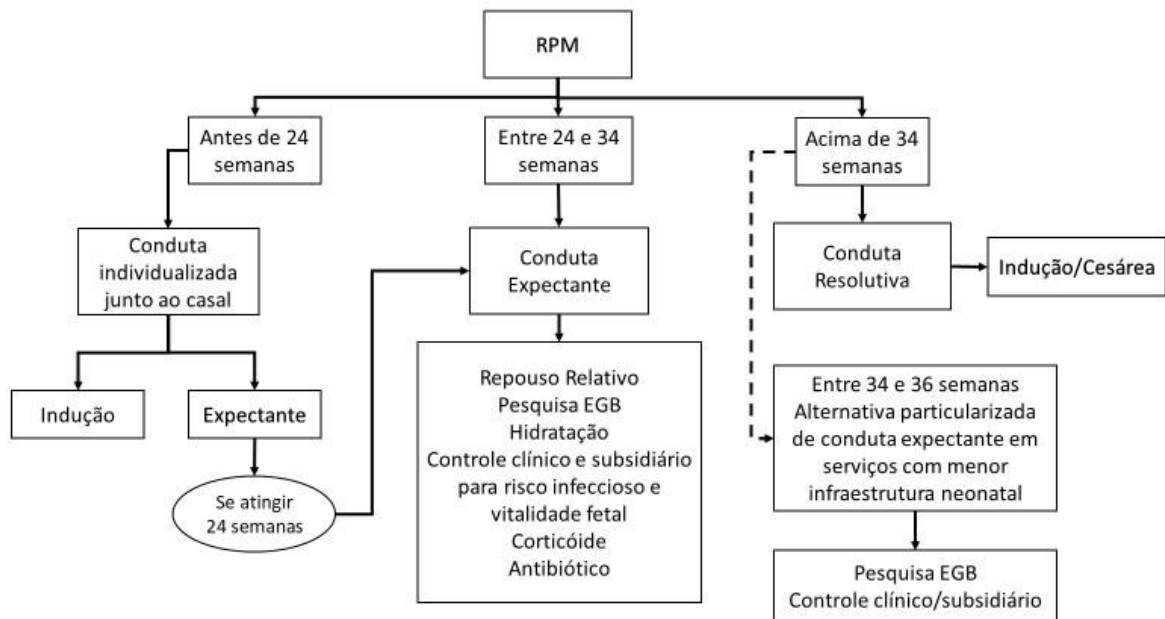 RPM
Antes de 24
semanas
Entre 24 e 34
semanas
Acima de 34
semanas
Conduta
individualizada
junto ao casal
Conduta
Expectante
Conduta
Resolutiva
Indução/Cesárea
Indução
Expectante
Se atingir
24 semanas
Repouso Relativo
Pesquisa EGB
Hidratação
Controle clínico e subsidiário
para risco infeccioso e
vitalidade fetal
Corticóide
Antibiótico
Entre 34 e 36 semanas
Alternativa particularizada
de conduta expectante em
serviços com menor
infraestrutura neonatal
Pesquisa EGB
Controle clínico/subsidiário